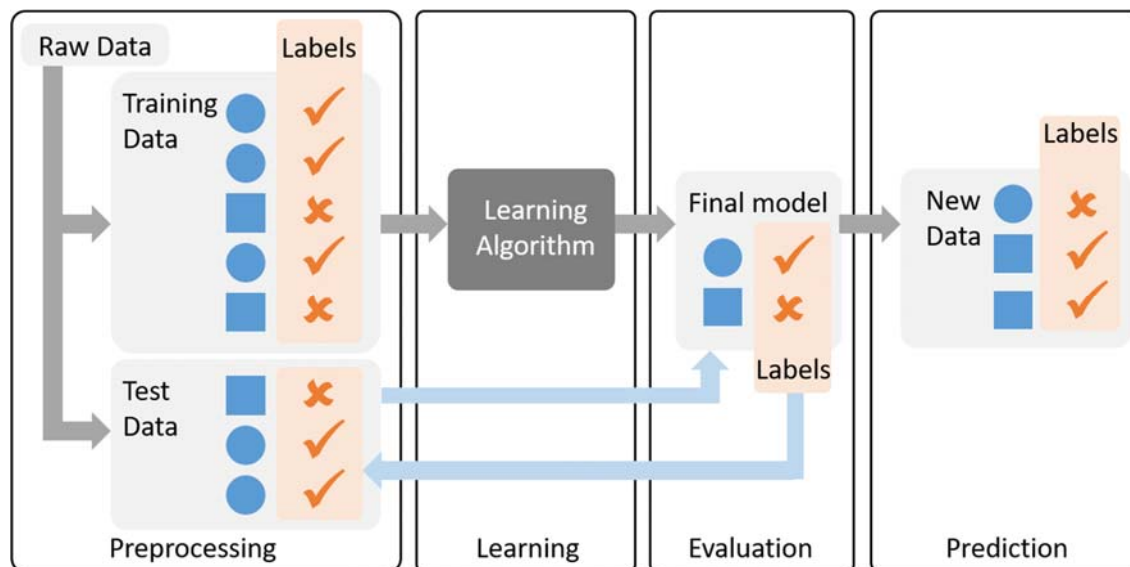 Raw Data
Labels
Training
Data
Test
Data
Preprocessing
Learning
Algorithm
Learning
Final model
Labels
Evaluation
Labels
New
Data
Prediction